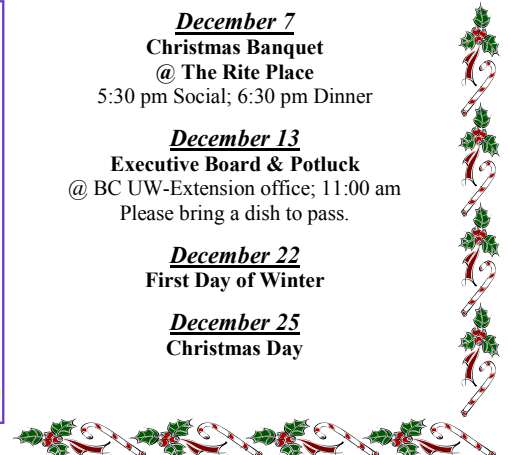 December 7
Christmas Banquet
@ The Rite Place
5:30 pm Social; 6:30 pm Dinner
December 13
Executive Board & Potluck
@ BC UW-Extension office; 11:00 am
Please bring a dish to pass.
December 22
First Day of Winter
December 25
Christmas Day